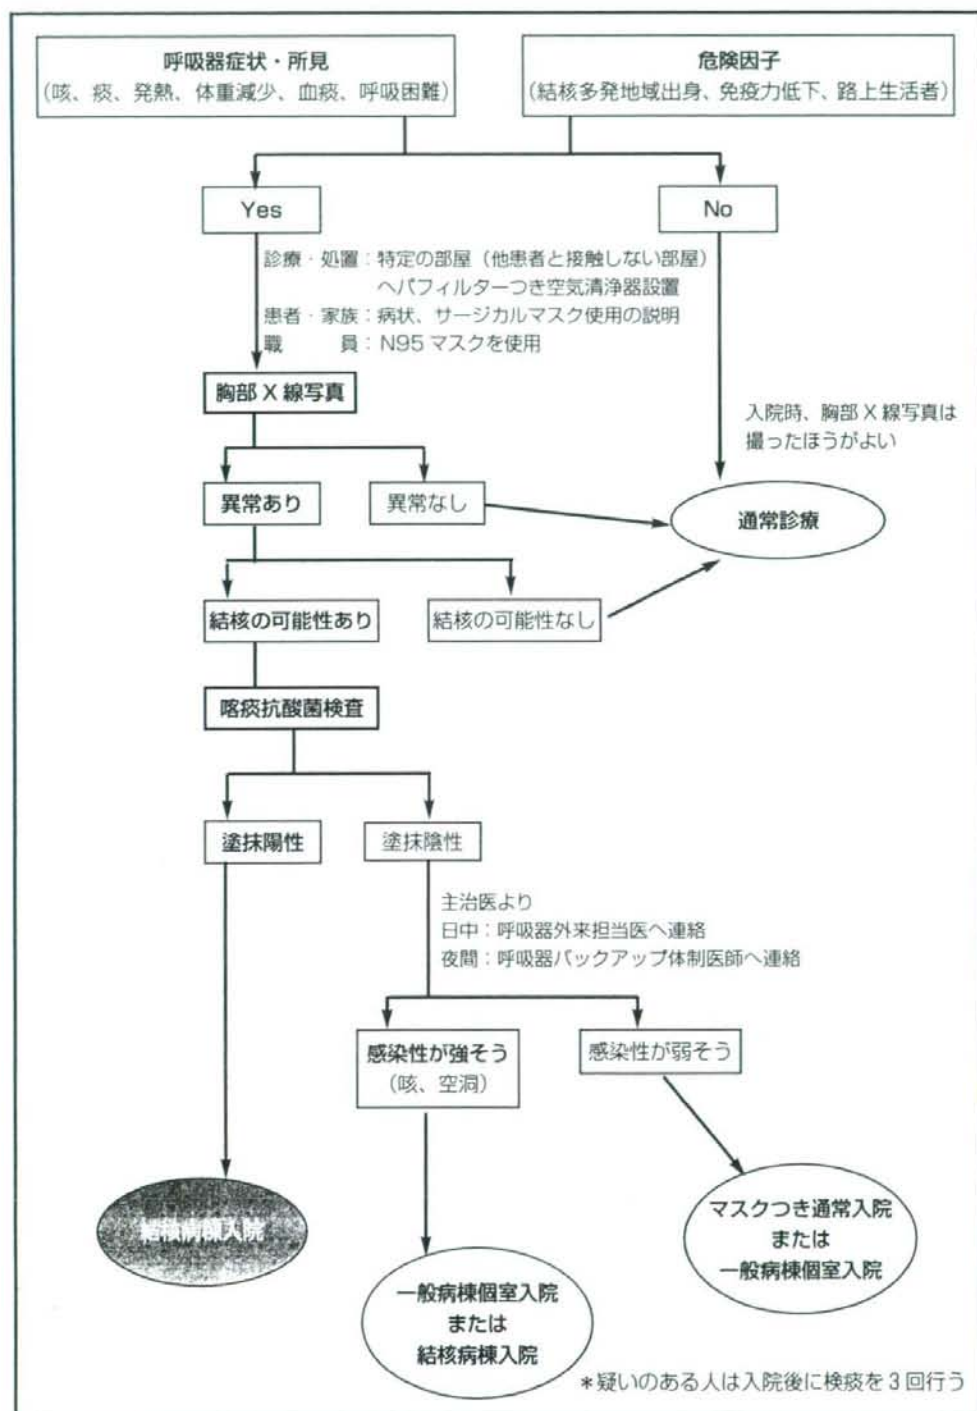 呼吸器症状・所見
(咳、痰、発熱、体重減少、血痰、呼吸困難)
危険因子
(結核多発地域出身、免疫力低下、路上生活者)
Yes
No
診療・処置：特定の部屋（他患者と接触しない部屋）
ヘパフィルターつき空気清浄器設置
患者・家族：病状、サージカルマスク使用の説明
職　　員：N95 マスクを使用
胸部 X 線写真
入院時、胸部 X 線写真は
撮ったほうがよい
異常あり
異常なし
通常診療
結核の可能性あり
結核の可能性なし
喀痰抗酸菌検査
塗抹陽性
塗抹陰性
主治医より
日中：呼吸器外来担当医へ連絡
夜間：呼吸器バックアップ体制医師へ連絡
感染性が強そう
（咳、空洞）
感染性が弱そう
結核病棟入院
マスクつき通常入院
または
一般病棟個室入院
一般病棟個室入院
または
結核病棟入院
＊疑いのある人は入院後に検痰を3回行う